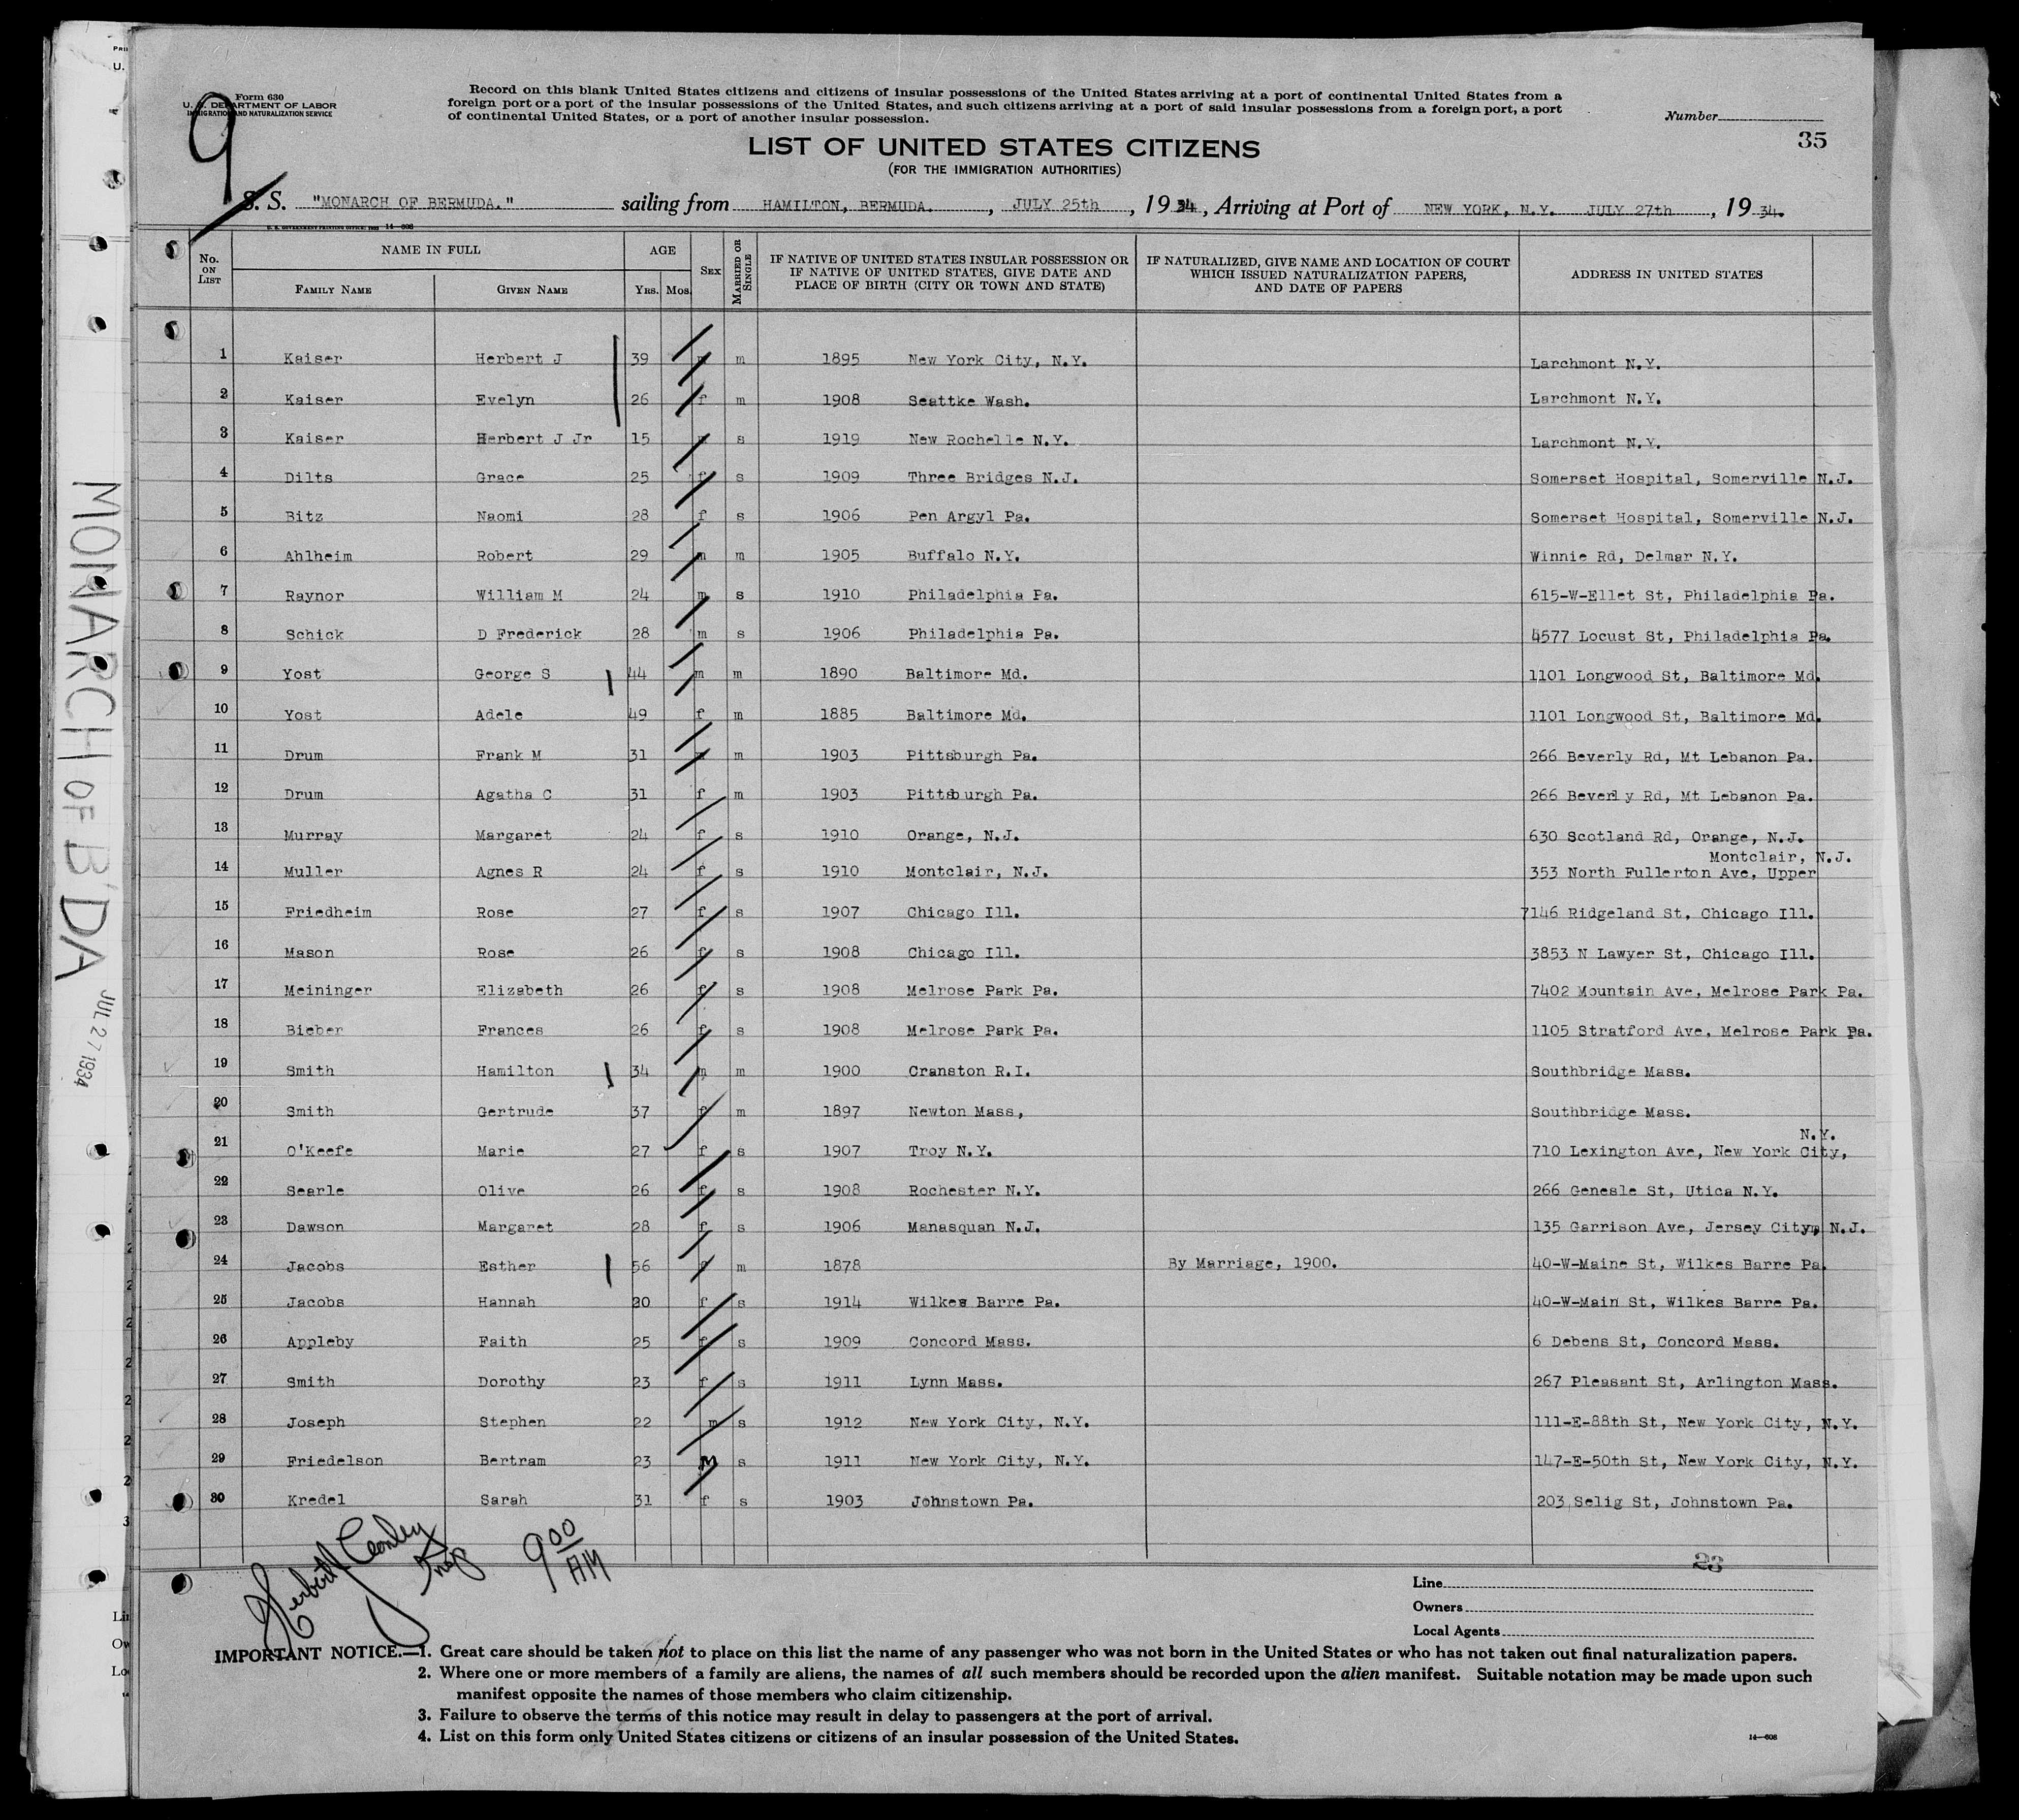 Form 630
U. S. DEPARTMENT OF LABOR
IMMIGRATION AND NATURALIZATION SERVICE
9
Record on this blank United States citizens and citizens of insular possessions of the United States arriving at a port of continental United States from a
foreign port or a port of the insular possessions of the United States, and such citizens arriving at a port of said insular possessions from a foreign port, a port
of continental United States, or a port of another insular possession.
Number
35
LIST OF UNITED STATES CITIZENS
(FOR THE IMMIGRATION AUTHORITIES)
S. S. "MONARCH OF BERMUDA." sailing from HAMILTON, BERMUDA. , JULY 25th , 19 34 , Arriving at Port of NEW YORK, N.Y. JULY 27th , 19 34.
U. S. GOVERNMENT PRINTING OFFICE: 1932 14—608
No. ON LIST NAME IN FULL FAMILY NAME GIVEN NAME AGE YRS. MOS. SEX MARRIED OR SINGLE IF NATIVE OF UNITED STATES INSULAR POSSESSION OR IF NATIVE OF UNITED STATES, GIVE DATE AND PLACE OF BIRTH (CITY OR TOWN AND STATE) IF NATURALIZED, GIVE NAME AND LOCATION OF COURT WHICH ISSUED NATURALIZATION PAPERS, AND DATE OF PAPERS ADDRESS IN UNITED STATES
1 Kaiser Herbert J 39 m m 1895 New York City, N.Y. Larchmont N.Y.
2 Kaiser Evelyn 26 f m 1908 Seattke Wash. Larchmont N.Y.
3 Kaiser Herbert J Jr 15 m s 1919 New Rochelle N.Y. Larchmont N.Y.
4 Dilts Grace 25 f s 1909 Three Bridges N.J. Somerset Hospital, Somerville N.J.
5 Bitz Naomi 28 f s 1906 Pen Argyl Pa. Somerset Hospital, Somerville N.J.
6 Ahlheim Robert 29 m m 1905 Buffalo N.Y. Winnie Rd, Delmar N.Y.
7 Raynor William M 24 m s 1910 Philadelphia Pa. 615-W-Ellet St, Philadelphia Pa.
8 Schick D Frederick 28 m s 1906 Philadelphia Pa. 4577 Locust St, Philadelphia Pa.
9 Yost George S 44 m m 1890 Baltimore Md. 1101 Longwood St, Baltimore Md.
10 Yost Adele 49 f m 1885 Baltimore Md. 1101 Longwood St, Baltimore Md.
11 Drum Frank M 31 m m 1903 Pittsburgh Pa. 266 Beverly Rd, Mt Lebanon Pa.
12 Drum Agatha C 31 f m 1903 Pittsburgh Pa. 266 Beverly Rd, Mt Lebanon Pa.
13 Murray Margaret 24 f s 1910 Orange, N.J. 630 Scotland Rd, Orange, N.J.
Montclair, N.J.
14 Muller Agnes R 24 f s 1910 Montclair, N.J. 353 North Fullerton Ave, Upper
15 Friedheim Rose 27 f s 1907 Chicago Ill. 7146 Ridgeland St, Chicago Ill.
16 Mason Rose 26 f s 1908 Chicago Ill. 3853 N Lawyer St, Chicago Ill.
17 Meininger Elizabeth 26 f s 1908 Melrose Park Pa. 7402 Mountain Ave, Melrose Park Pa.
18 Bieber Frances 26 f s 1908 Melrose Park Pa. 1105 Stratford Ave, Melrose Park Pa.
19 Smith Hamilton 34 m m 1900 Cranston R.I. Southbridge Mass.
20 Smith Gertrude 37 f m 1897 Newton Mass, Southbridge Mass.
N.Y.
21 O'Keefe Marie 27 f s 1907 Troy N.Y. 710 Lexington Ave, New York City,
22 Searle Olive 26 f s 1908 Rochester N.Y. 266 Genesle St, Utica N.Y.
23 Dawson Margaret 28 f s 1906 Manasquan N.J. 135 Garrison Ave, Jersey City, N.J.
24 Jacobs Esther 56 f m 1878 By Marriage, 1900. 40-W-Maine St, Wilkes Barre Pa.
25 Jacobs Hannah 20 f s 1914 Wilkes Barre Pa. 40-W-Main St, Wilkes Barre Pa.
26 Appleby Faith 25 f s 1909 Concord Mass. 6 Debens St, Concord Mass.
27 Smith Dorothy 23 f s 1911 Lynn Mass. 267 Pleasant St, Arlington Mass.
28 Joseph Stephen 22 m s 1912 New York City, N.Y. 111-E-88th St, New York City, N.Y.
29 Friedelson Bertram 23 M s 1911 New York City, N.Y. 147-E-50th St, New York City, N.Y.
30 Kredel Sarah 31 f s 1903 Johnstown Pa. 203 Selig St, Johnstown Pa.
Herbert J Conley
Insp
9 00 AM
23
Line
Owners
Local Agents
IMPORTANT NOTICE.—1. Great care should be taken not to place on this list the name of any passenger who was not born in the United States or who has not taken out final naturalization papers.
2. Where one or more members of a family are aliens, the names of all such members should be recorded upon the alien manifest. Suitable notation may be made upon such
manifest opposite the names of those members who claim citizenship.
3. Failure to observe the terms of this notice may result in delay to passengers at the port of arrival.
4. List on this form only United States citizens or citizens of an insular possession of the United States.
14—608
MONARCH OF B'DA JUL 27 1934